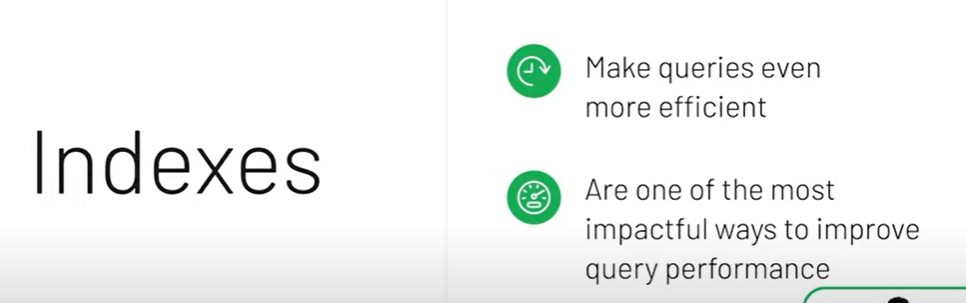 Indexes
Make queries even
more efficient
Are one of the most
impactful ways to improve
query performance